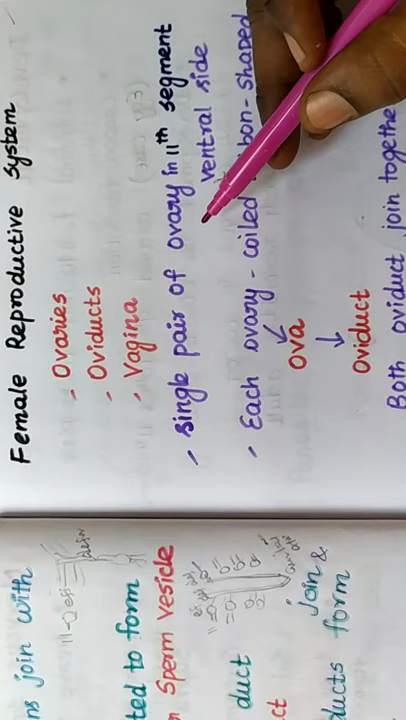 Female Reproductive System
- Ovaries
- Oviducts
- Vagina
- Single pair of ovary in 11th segment
ventral side
- Each ovary - coiled bon-shaped
↙
Ova
↓
Oviduct
Both oviduct join togethe
ns join with
ted to form
Sperm vesicle
duct join &
ct
ducts form